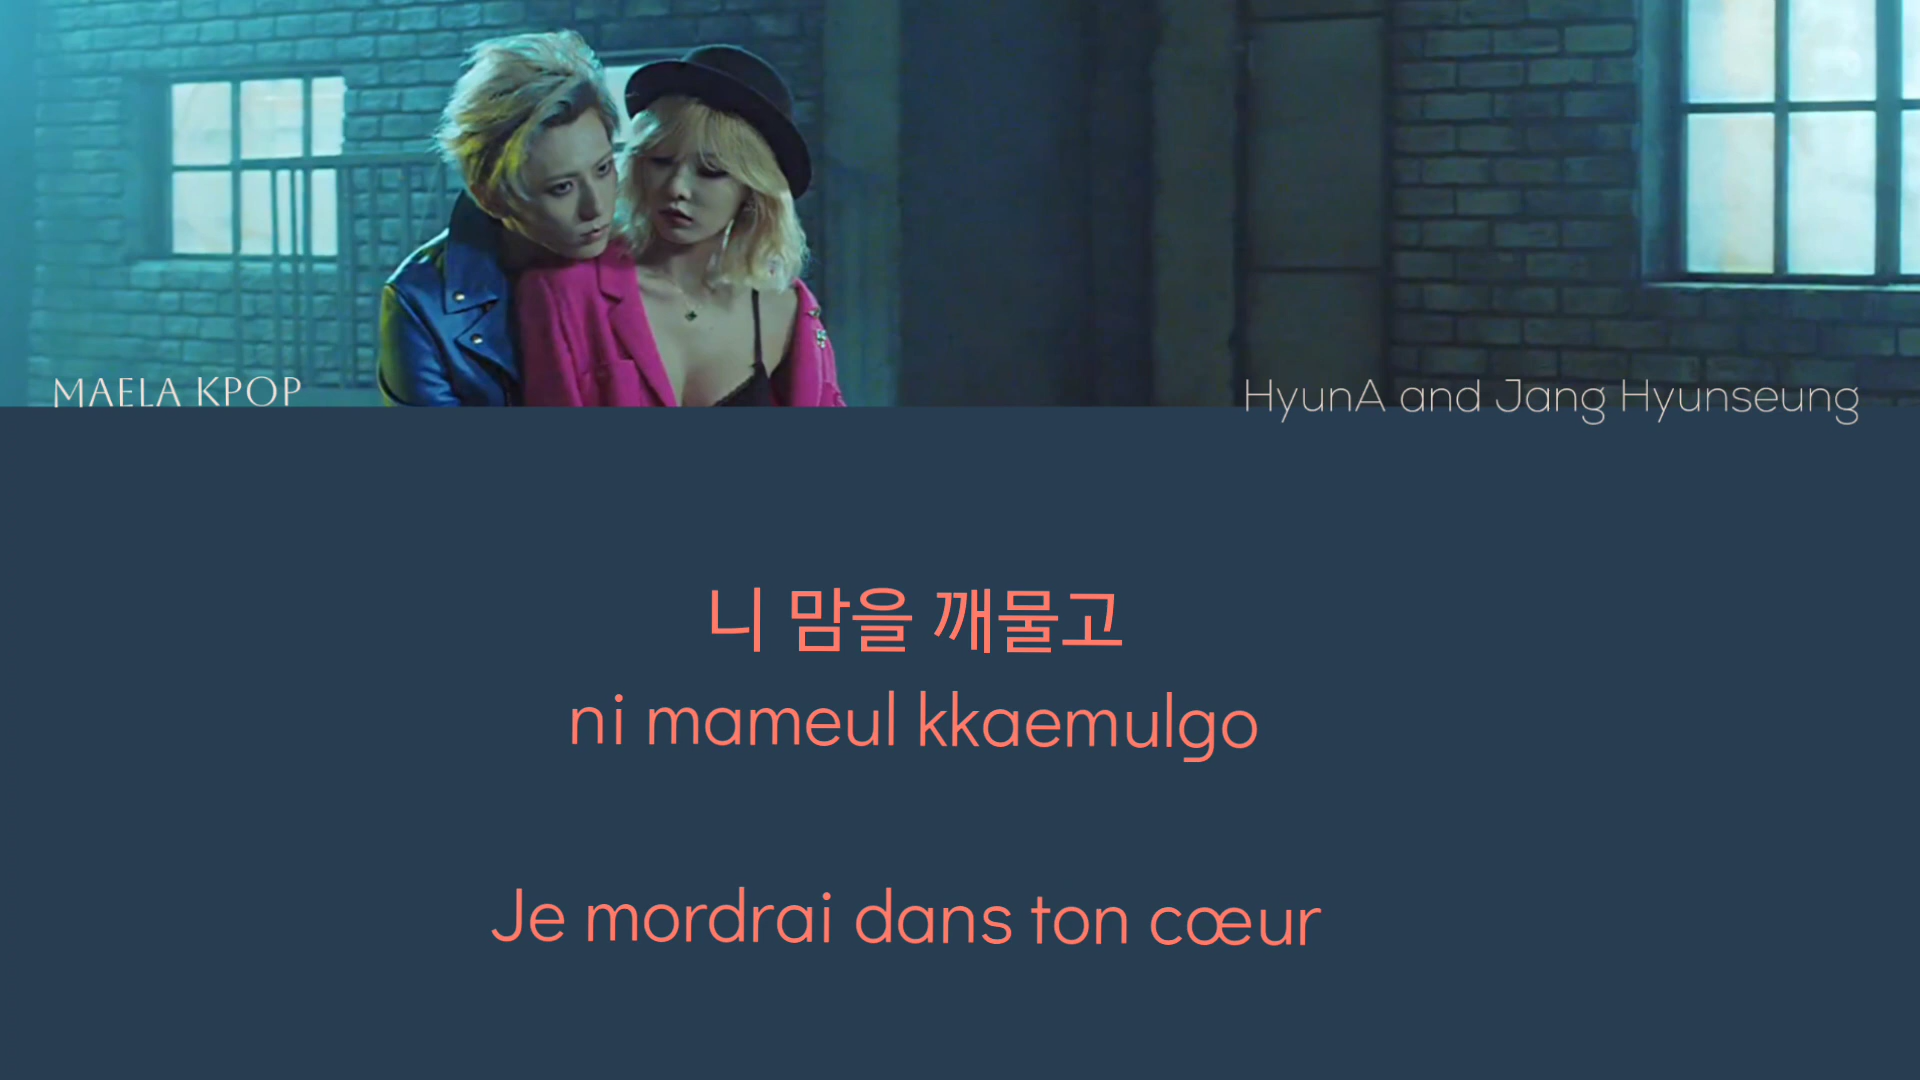 MAELA KPOP
HyunA and Jang Hyunseung
니 맘을 깨물고
ni mameul kkaemulgo
Je mordrai dans ton cœur